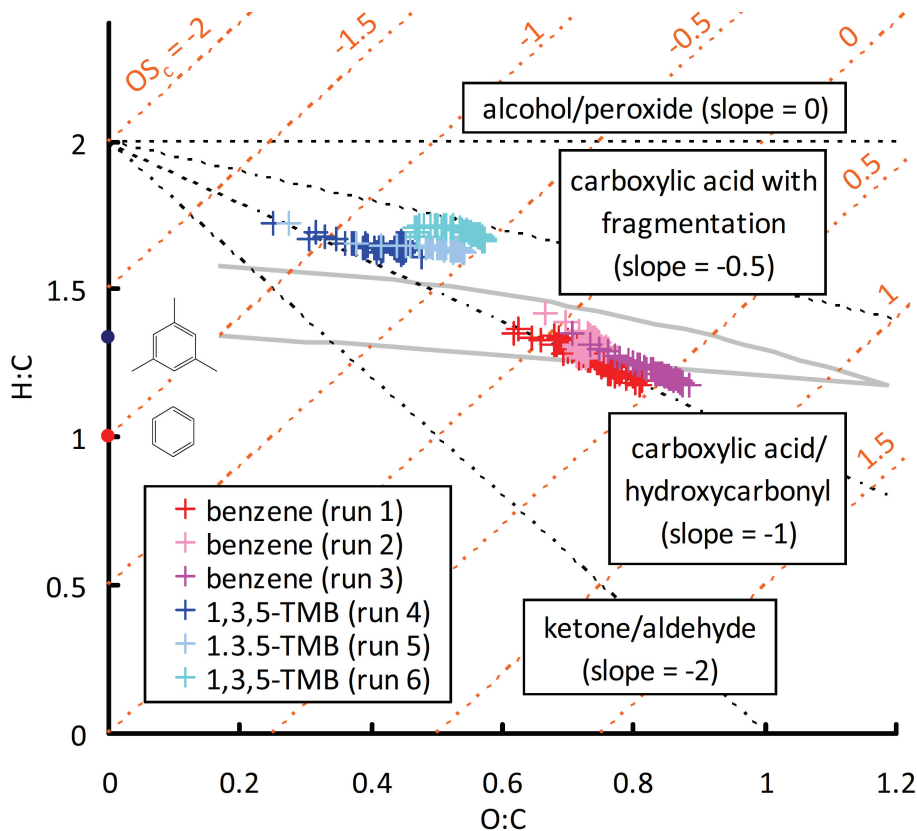 OSc = -2
-1.5
-1
-0.5
0
0.5
1
1.5
alcohol/peroxide (slope = 0)
carboxylic acid with
fragmentation
(slope = -0.5)
carboxylic acid/
hydroxycarbonyl
(slope = -1)
ketone/aldehyde
(slope = -2)
benzene (run 1)
benzene (run 2)
benzene (run 3)
1,3,5-TMB (run 4)
1.3.5-TMB (run 5)
1,3,5-TMB (run 6)
H:C
2
1.5
1
0.5
0
0 0.2 0.4 0.6 0.8 1 1.2
O:C